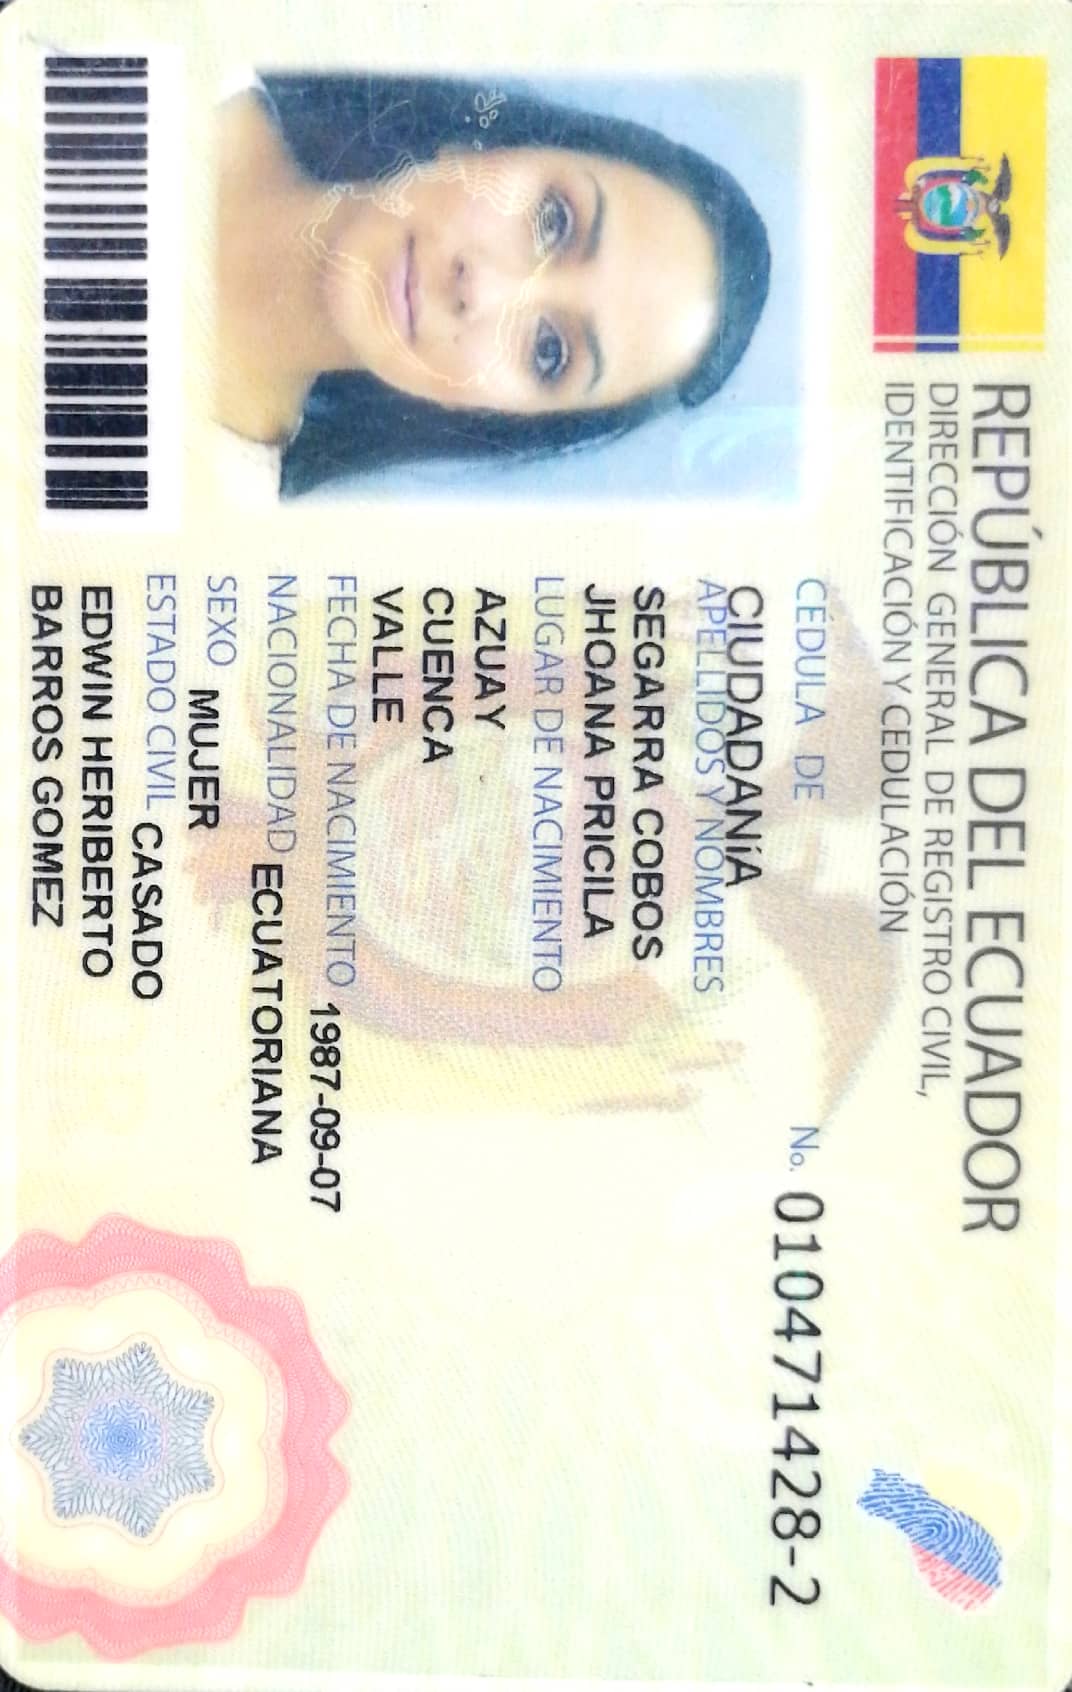 REPÚBLICA DEL ECUADOR
DIRECCIÓN GENERAL DE REGISTRO CIVIL,
IDENTIFICACIÓN Y CEDULACIÓN
CÉDULA DE No. 010471428-2
CIUDADANíA
APELLIDOS Y NOMBRES
SEGARRA COBOS
JHOANA PRICILA
LUGAR DE NACIMIENTO
AZUAY
CUENCA
VALLE
FECHA DE NACIMIENTO 1987-09-07
NACIONALIDAD ECUATORIANA
SEXO MUJER
ESTADO CIVIL CASADO
EDWIN HERIBERTO
BARROS GOMEZ